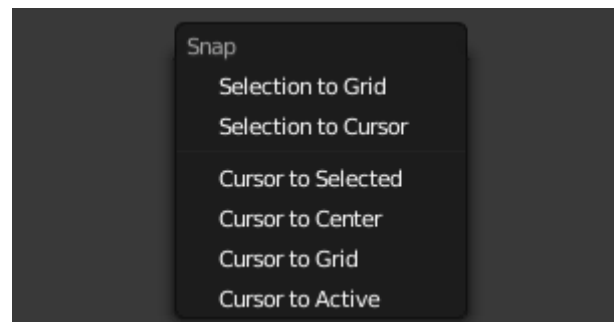 Snap
Selection to Grid
Selection to Cursor
Cursor to Selected
Cursor to Center
Cursor to Grid
Cursor to Active